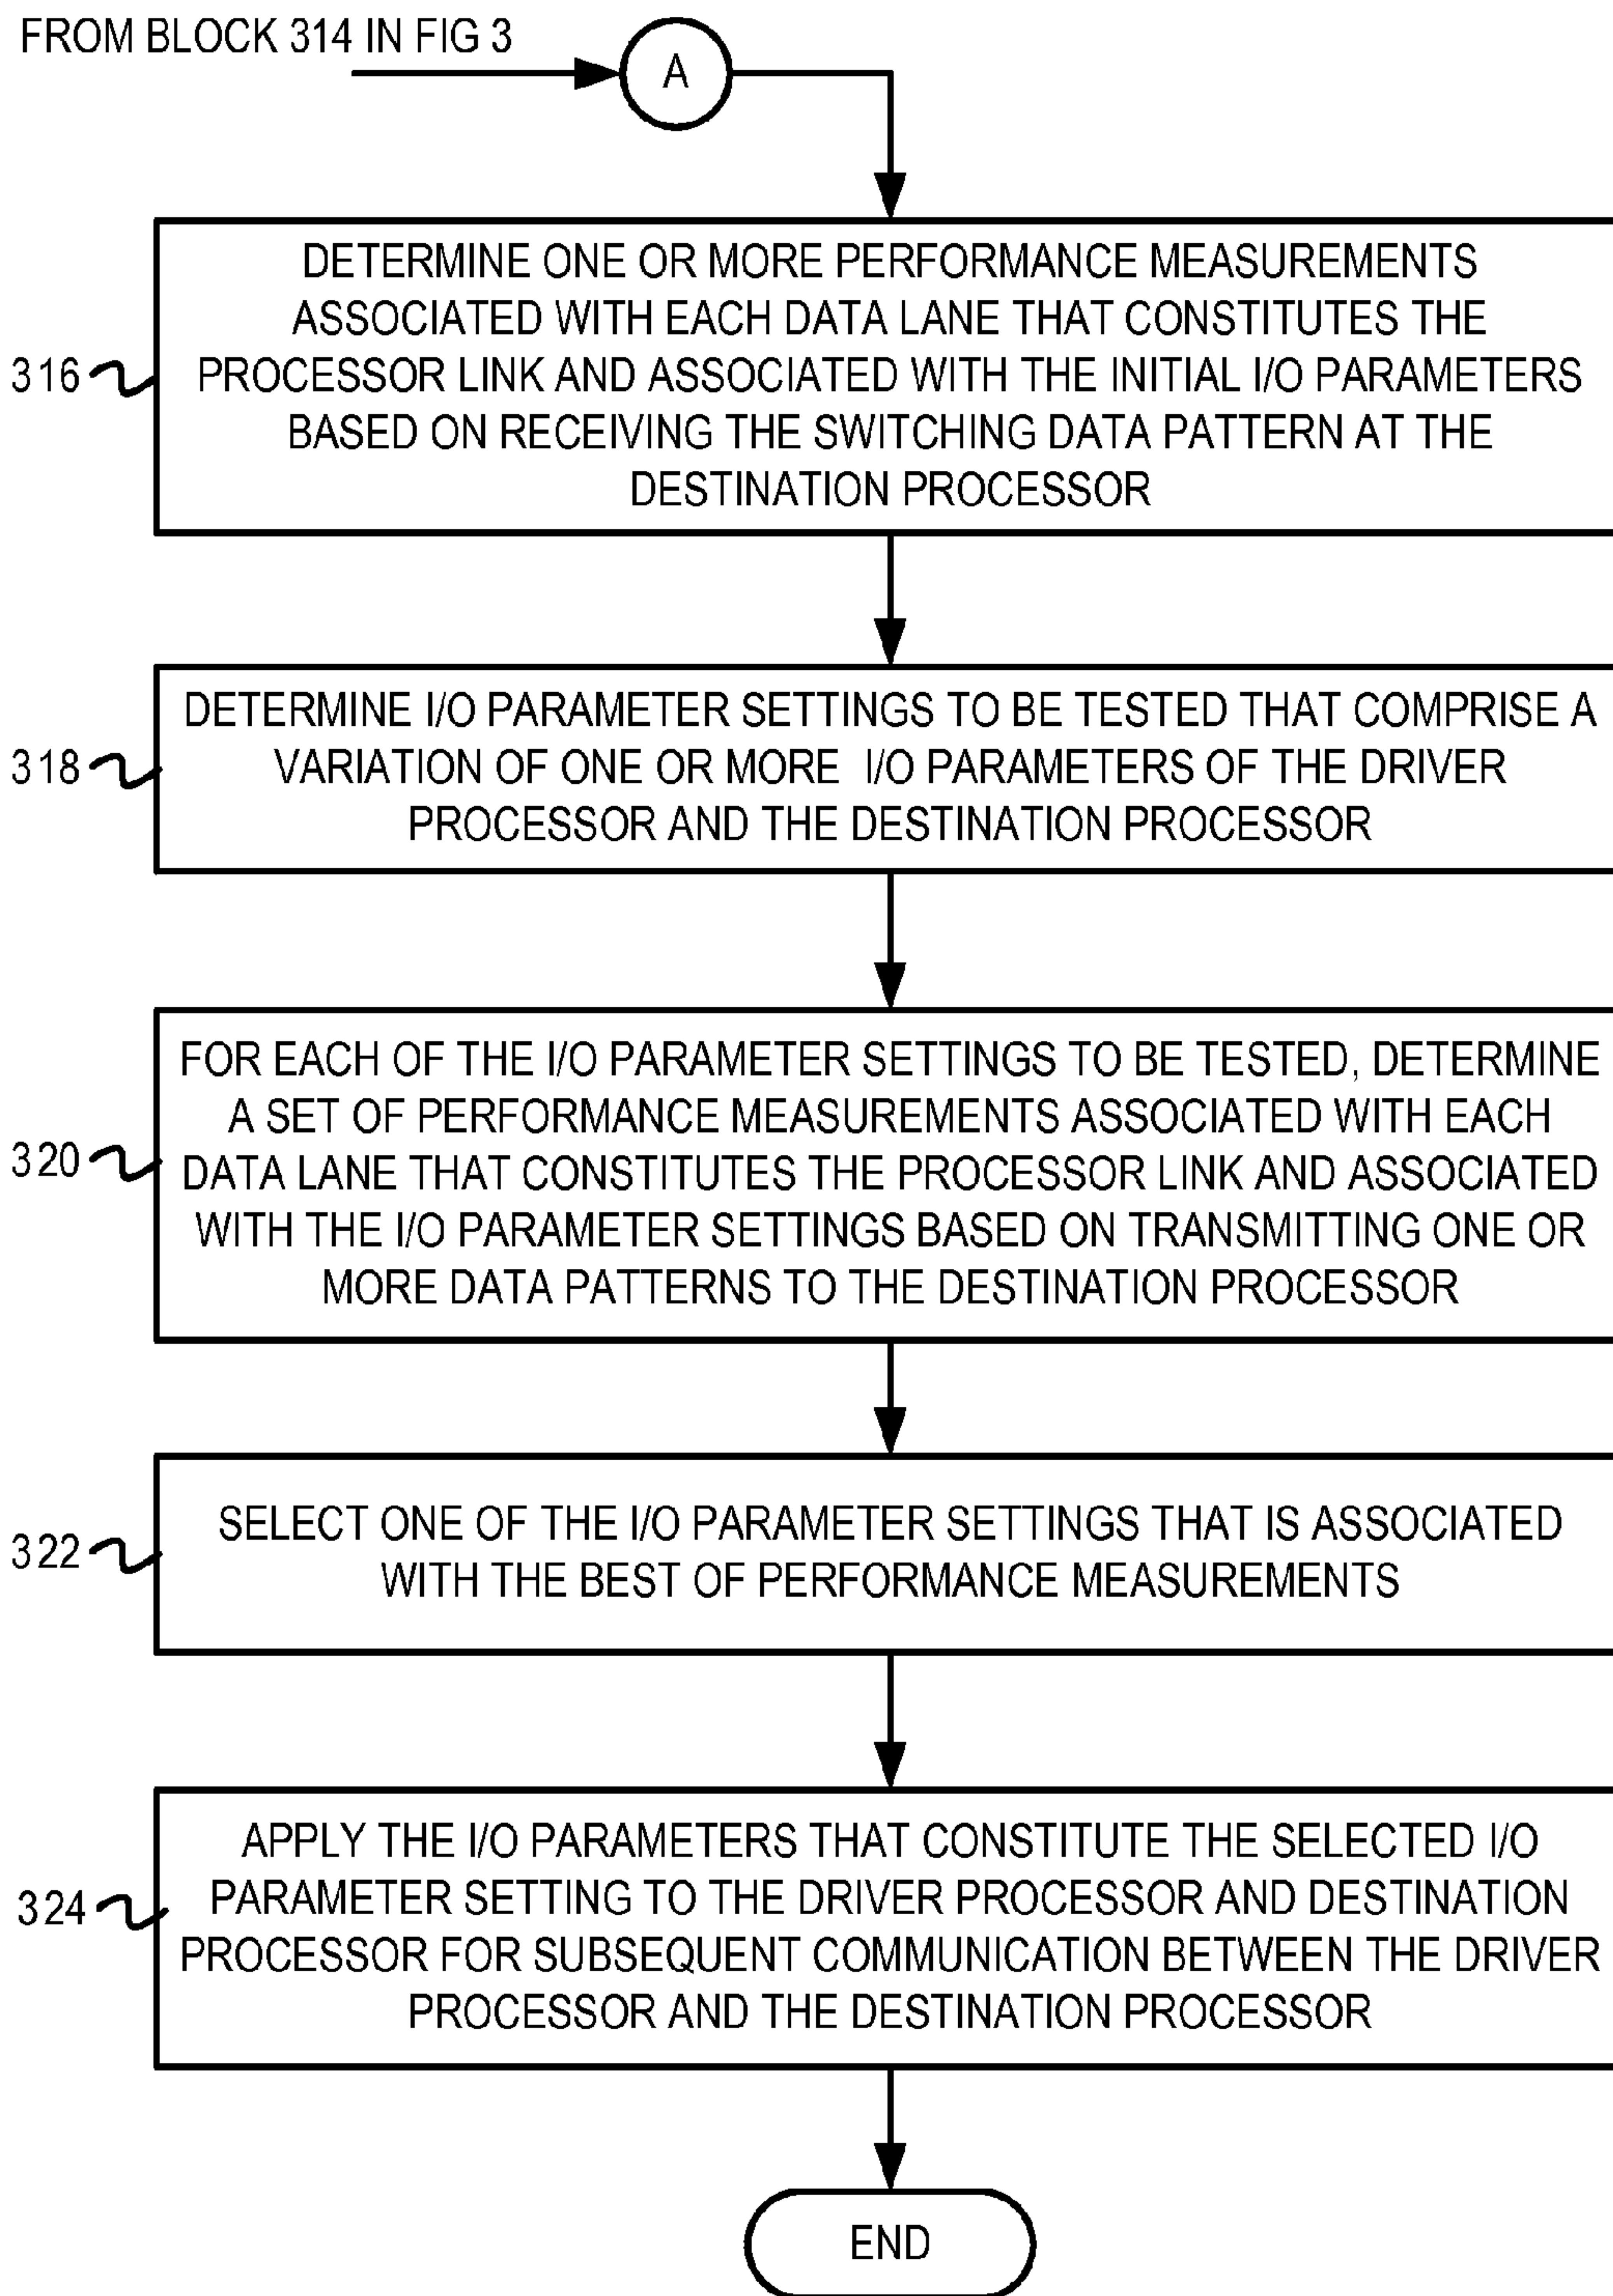 FROM BLOCK 314 IN FIG 3
A
DETERMINE ONE OR MORE PERFORMANCE MEASUREMENTS
ASSOCIATED WITH EACH DATA LANE THAT CONSTITUTES THE
316
PROCESSOR LINK AND ASSOCIATED WITH THE INITIAL I/O PARAMETERS
BASED ON RECEIVING THE SWITCHING DATA PATTERN AT THE
DESTINATION PROCESSOR
DETERMINE I/O PARAMETER SETTINGS TO BE TESTED THAT COMPRISE A
318
VARIATION OF ONE OR MORE I/O PARAMETERS OF THE DRIVER
PROCESSOR AND THE DESTINATION PROCESSOR
FOR EACH OF THE I/O PARAMETER SETTINGS TO BE TESTED, DETERMINE
A SET OF PERFORMANCE MEASUREMENTS ASSOCIATED WITH EACH
320
DATA LANE THAT CONSTITUTES THE PROCESSOR LINK AND ASSOCIATED
WITH THE I/O PARAMETER SETTINGS BASED ON TRANSMITTING ONE OR
MORE DATA PATTERNS TO THE DESTINATION PROCESSOR
322
SELECT ONE OF THE I/O PARAMETER SETTINGS THAT IS ASSOCIATED
WITH THE BEST OF PERFORMANCE MEASUREMENTS
APPLY THE I/O PARAMETERS THAT CONSTITUTE THE SELECTED I/O
324
PARAMETER SETTING TO THE DRIVER PROCESSOR AND DESTINATION
PROCESSOR FOR SUBSEQUENT COMMUNICATION BETWEEN THE DRIVER
PROCESSOR AND THE DESTINATION PROCESSOR
END